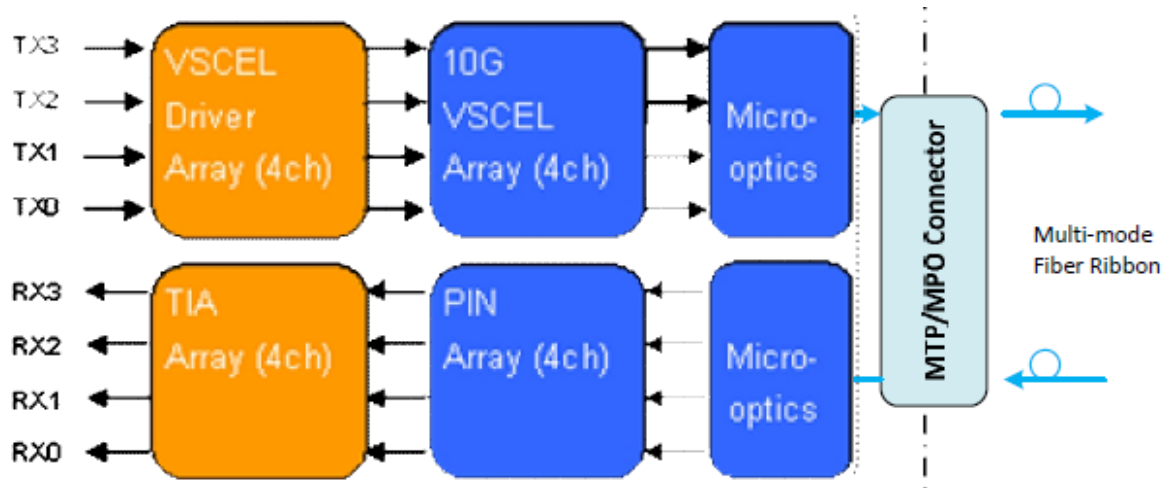 TX3
TX2
TX1
TX0
VSCEL
Driver
Array (4ch)
10G
VSCEL
Array (4ch)
Micro-
optics
RX3
RX2
RX1
RX0
TIA
Array (4ch)
PIN
Array (4ch)
Micro-
optics
MTP/MPO Connector
Multi-mode
Fiber Ribbon